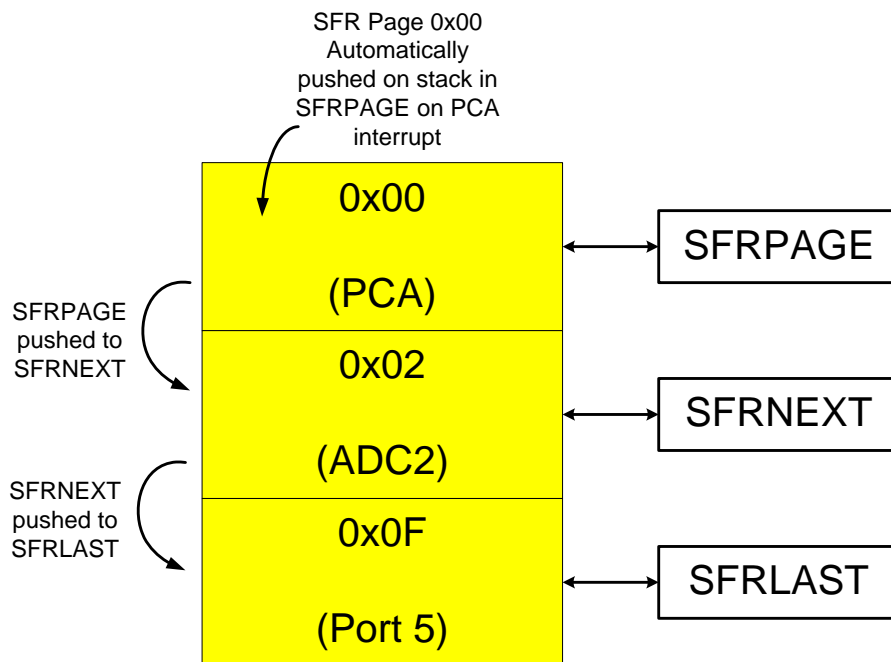 SFR Page 0x00
Automatically
pushed on stack in
SFRPAGE on PCA
interrupt
0x00
(PCA)
SFRPAGE
SFRPAGE
pushed to
SFRNEXT
0x02
(ADC2)
SFRNEXT
SFRNEXT
pushed to
SFRLAST
0x0F
(Port 5)
SFRLAST